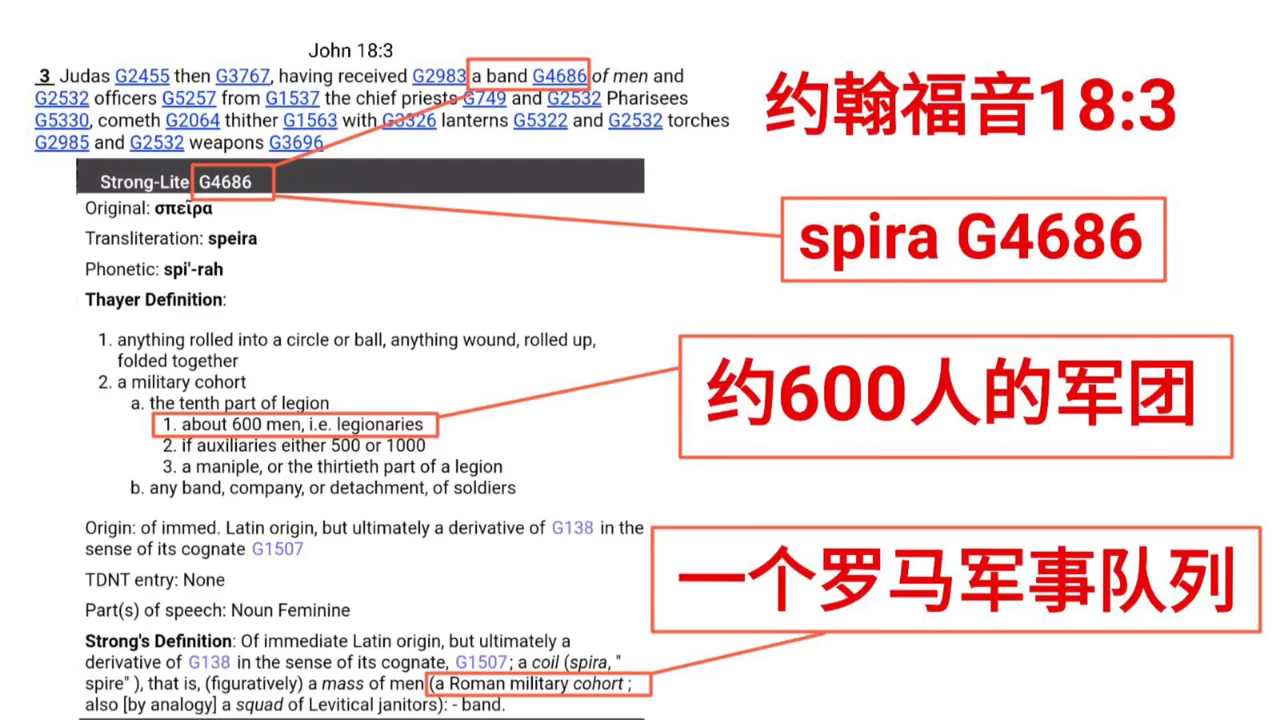 John 18:3
3 Judas G2455 then G3767, having received G2983 a band G4686 of men and
G2532 officers G5257 from G1537 the chief priests G749 and G2532 Pharisees
G5330, cometh G2064 thither G1563 with G3326 lanterns G5322 and G2532 torches
G2985 and G2532 weapons G3696
Strong-Lite G4686
Original: σπεῖρα
Transliteration: speira
Phonetic: spi'-rah
Thayer Definition:
1. anything rolled into a circle or ball, anything wound, rolled up,
folded together
2. a military cohort
a. the tenth part of legion
1. about 600 men, i.e. legionaries
2. if auxiliaries either 500 or 1000
3. a maniple, or the thirtieth part of a legion
b. any band, company, or detachment, of soldiers
Origin: of immed. Latin origin, but ultimately a derivative of G138 in the
sense of its cognate G1507
TDNT entry: None
Part(s) of speech: Noun Feminine
Strong's Definition: Of immediate Latin origin, but ultimately a
derivative of G138 in the sense of its cognate, G1507; a coil (spira, "
spire" ), that is, (figuratively) a mass of men (a Roman military cohort ;
also [by analogy] a squad of Levitical janitors): - band.
约翰福音18:3
spira G4686
约600人的军团
一个罗马军事队列